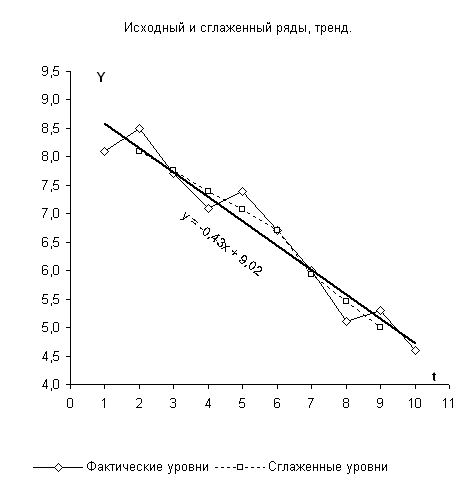 Исходный и сглаженный ряды, тренд.
Y
9,5
9,0
8,5
8,0
7,5
7,0
6,5
6,0
5,5
5,0
4,5
4,0
y = -0,43x + 9,02
t
0 1 2 3 4 5 6 7 8 9 10 11
Фактические уровни Сглаженные уровни